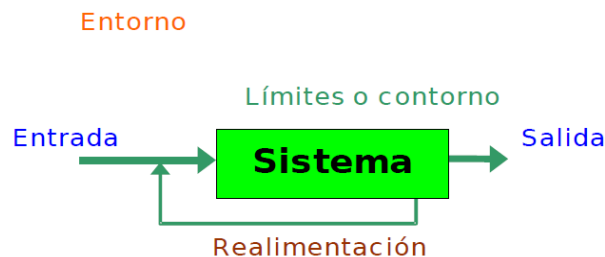 Entorno
Límites o contorno
Entrada
Sistema
Salida
Realimentación